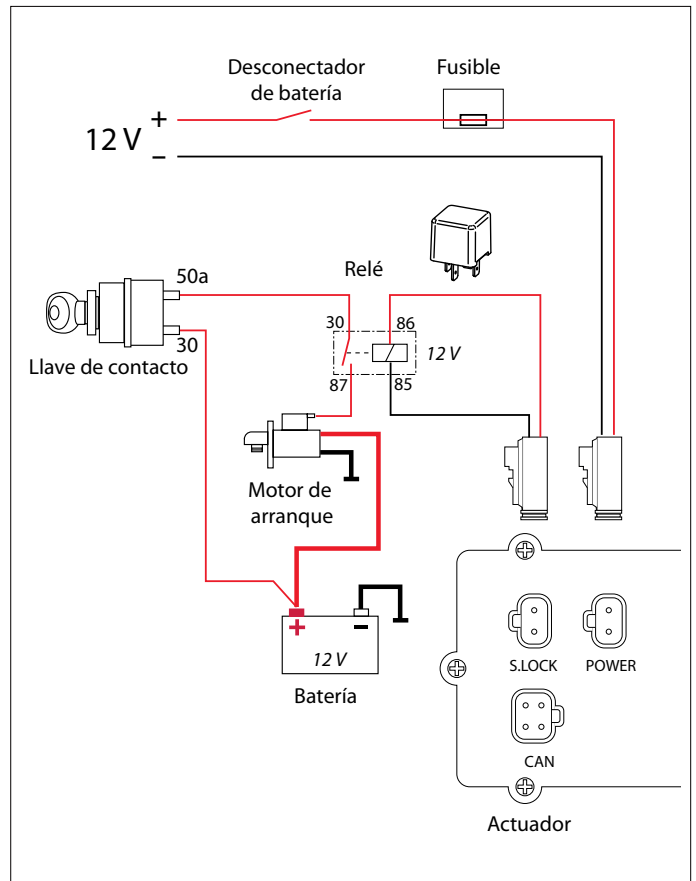 Desconectador
de batería
Fusible
+
12 V
–
50a
Relé
30
86
30
12 V
Llave de contacto
87
85
Motor de
arranque
+
–
12 V
S.LOCK
POWER
Batería
CAN
Actuador